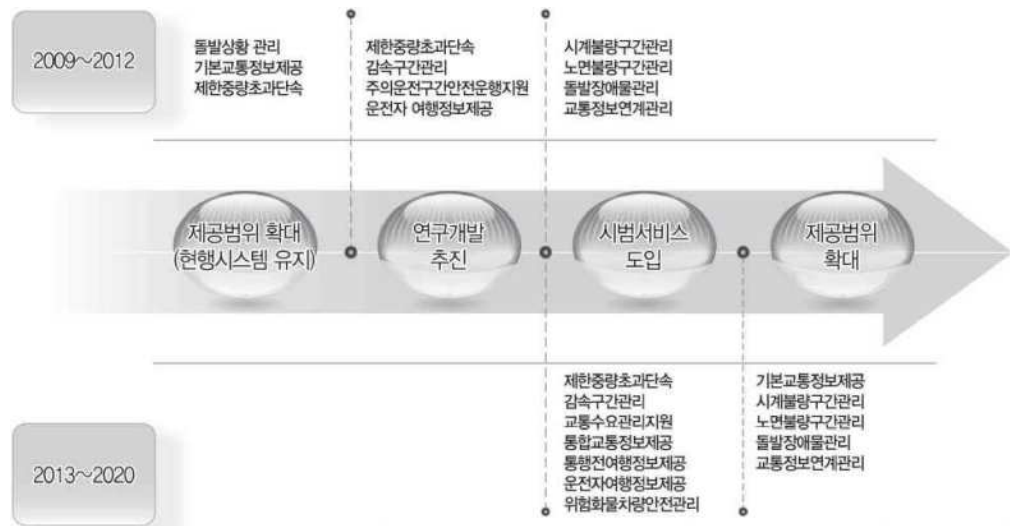 2009~2012
돌발상황 관리
기본교통정보제공
제한중량초과단속
제한중량초과단속
감속구간관리
주의운전구간안전운행지원
운전자 여행정보제공
시계불량구간관리
노면불량구간관리
돌발장애물관리
교통정보연계관리
제공범위 확대
(현행시스템 유지)
연구개발
추진
시범서비스
도입
제공범위
확대
2013~2020
제한중량초과단속
감속구간관리
교통수요관리지원
통합교통정보제공
통행전여행정보제공
운전자여행정보제공
위험화물차량안전관리
기본교통정보제공
시계불량구간관리
노면불량구간관리
돌발장애물관리
교통정보연계관리